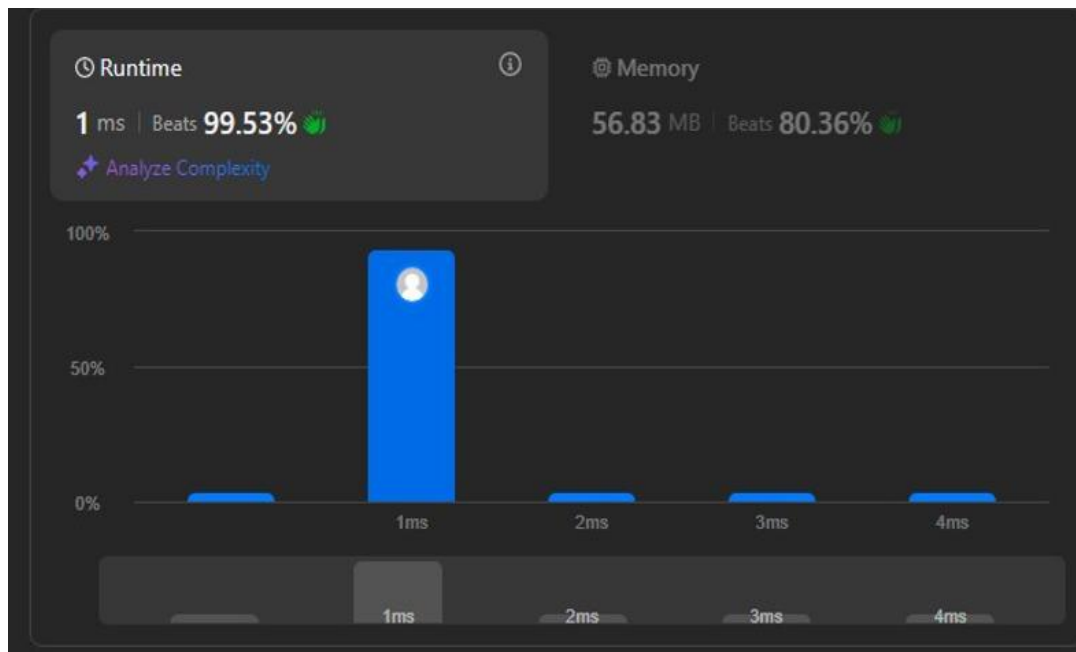 Runtime
Memory
1 ms | Beats 99.53%
56.83 MB | Beats 80.36%
Analyze Complexity
100%
50%
0%
1ms 2ms 3ms 4ms
1ms 2ms 3ms 4ms